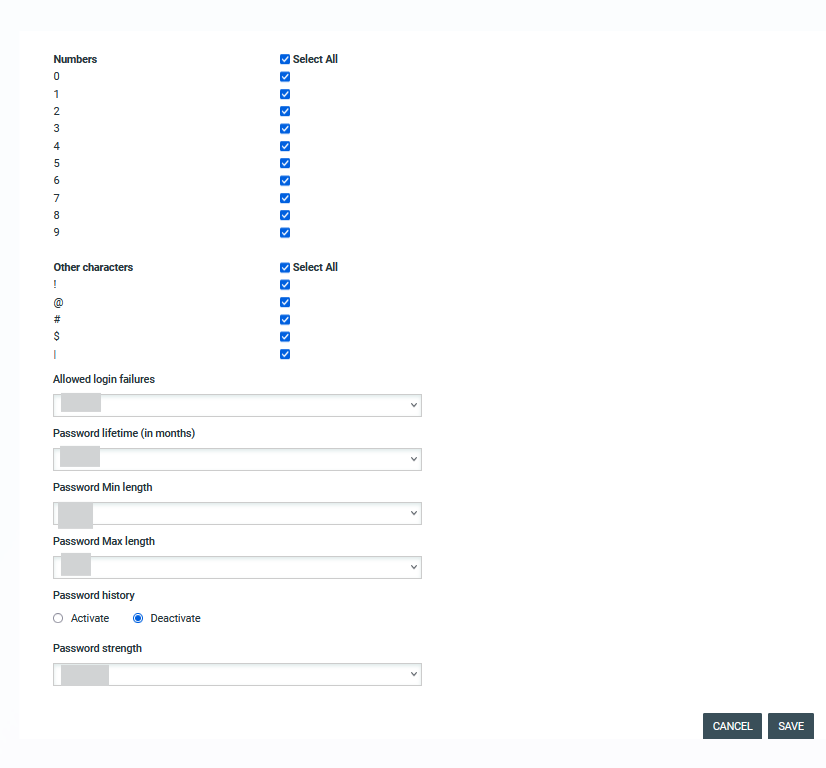 Numbers Select All
0
1
2
3
4
5
6
7
8
9
Other characters Select All
!
@
#
$
|
Allowed login failures
Password lifetime (in months)
Password Min length
Password Max length
Password history
Activate Deactivate
Password strength
CANCEL SAVE